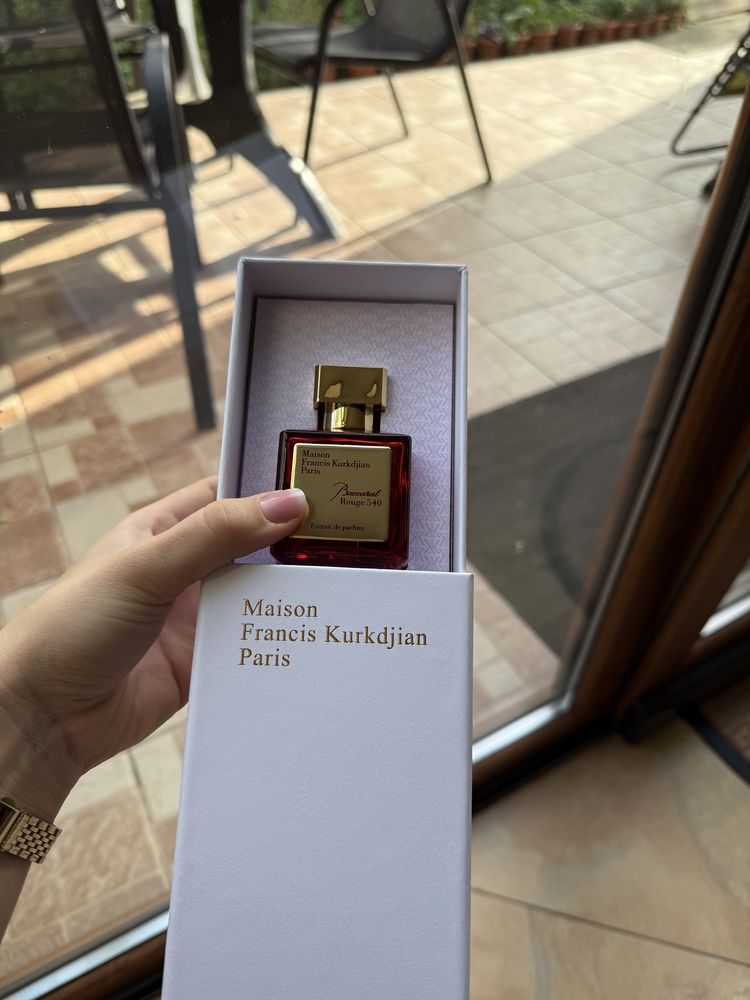 Maison
Francis Kurkdjian
Paris
Baccarat
Rouge 540
Extrait de parfum
Maison
Francis Kurkdjian
Paris